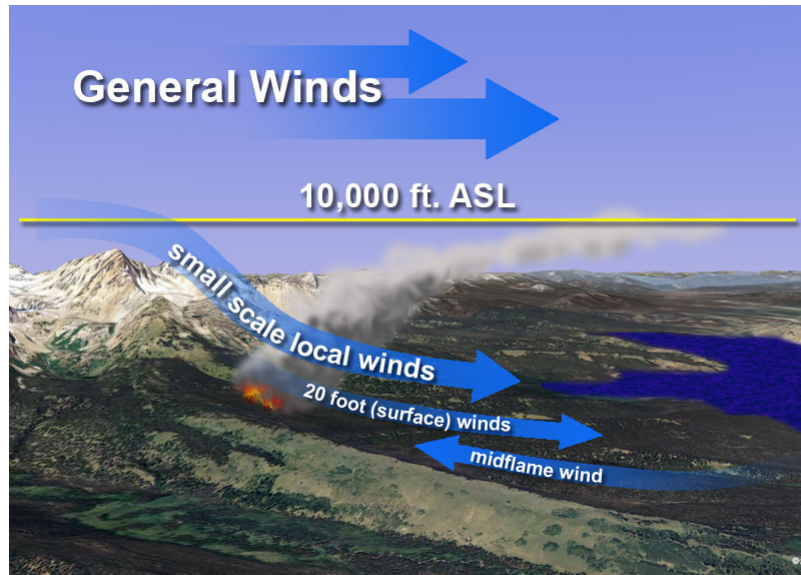 General Winds
10,000 ft. ASL
small scale local winds
20 foot (surface) winds
midflame wind